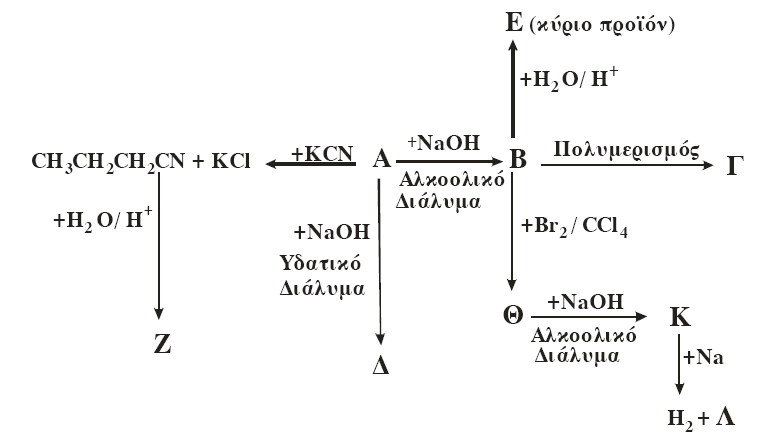 E (κύριο προϊόν)
+H₂O/ H⁺
CH₃CH₂CH₂CN + KCl
+KCN
A
+NaOH
Αλκοολικό
Διάλυμα
B
Πολυμερισμός
Γ
+H₂O/ H⁺
+NaOH
Υδατικό
Διάλυμα
+Br₂ / CCl₄
Z
Δ
Θ
+NaOH
Αλκοολικό
Διάλυμα
K
+Na
H₂ + Λ